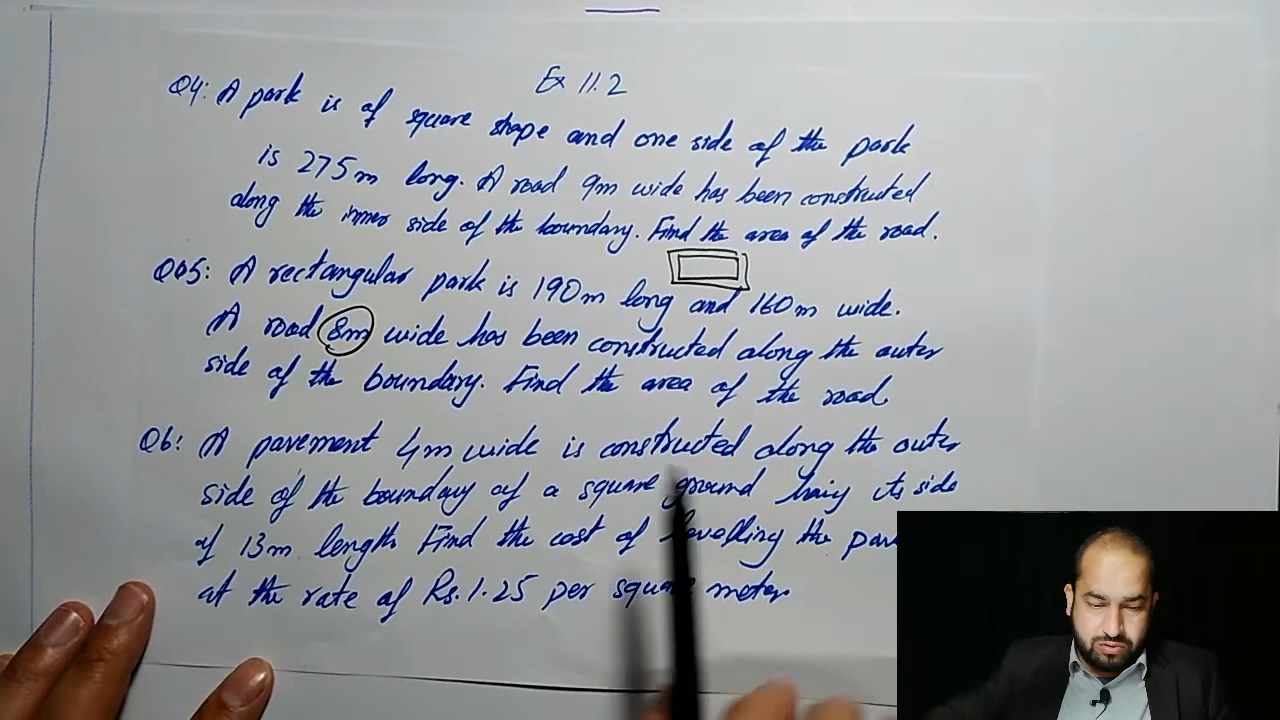 Ex 11.2
Q4: A park is of square shape and one side of the park
is 275m long. A road 9m wide has been constructed
along the inner side of the boundary. Find the area of the road.
Q5: A rectangular park is 190m long and 160m wide.
A road 8m wide has been constructed along the outer
side of the boundary. Find the area of the road.
Q6: A pavement 4m wide is constructed along the outer
side of the boundary of a square ground its side
of 13m length. Find the cost of levelling the
at the rate of Rs. 1.25 per square meter